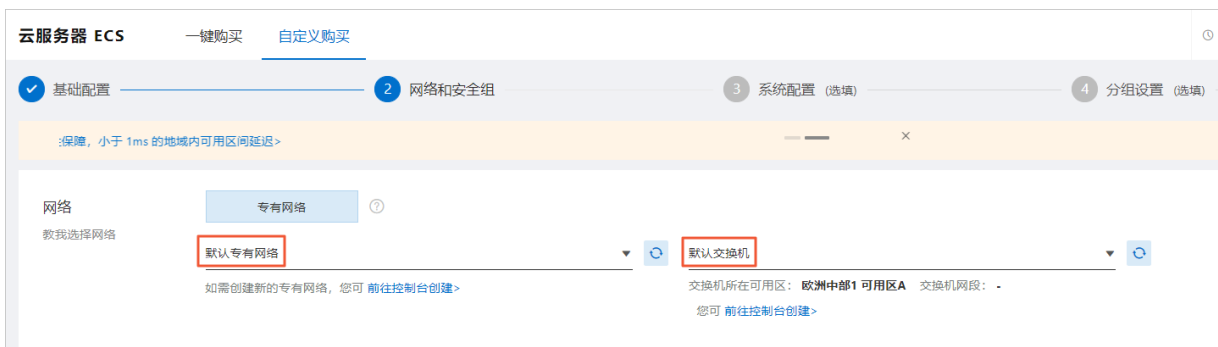 云服务器 ECS 一键购买 自定义购买
基础配置 2 网络和安全组 3 系统配置 (选填) 4 分组设置 (选填)
保障，小于 1ms 的地域内可用区间延迟>
网络 专有网络
教我选择网络
默认专有网络 默认交换机
如需创建新的专有网络，您可 前往控制台创建> 交换机所在可用区： 欧洲中部1 可用区A 交换机网段： -
您可 前往控制台创建>